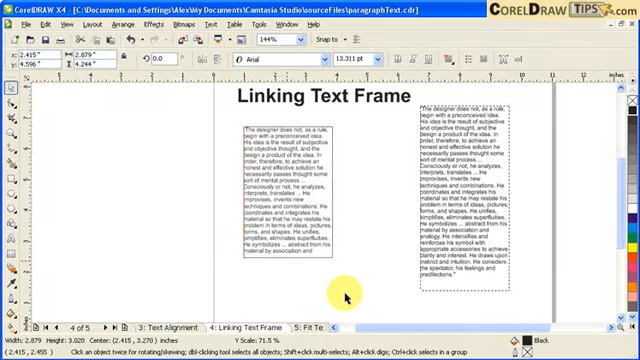 CorelDRAW X4 - [C:\Documents and Settings\Alex\My Documents\Camtasia Studio\sourceFiles\paragraphText.cdr]
CORELDRAW TIPS.COM
File Edit View Layout Arrange Effects Bitmaps Text Tools Window Help
144% Snap to
x: 2.415 " 2.879 "
y: 4.596 " 4.244 "
0.0 Arial 13.311 pt
inches
Linking Text Frame
"The designer does not, as a rule,
begin with a preconceived idea.
His idea is the result of subjective
and objective thought, and the
design a product of the idea. In
order, therefore, to achieve an
honest and effective solution he
necessarily passes thought some
sort of mental process ...
Consciously or not, he analyzes,
interprets, translates ... He
improvises, invents new
techniques and combinations. He
coordinates and integrates his
material so that he may restate his
problem in terms of ideas, pictures,
forms, and shapes. He unifies,
simplifies, eliminates superfluities.
He symbolizes ... abstract from his
material by association and
"The designer does not, as a rule,
begin with a preconceived idea.
His idea is the result of subjective
and objective thought, and the
design a product of the idea. In
order, therefore, to achieve an
honest and effective solution he
necessarily passes thought some
sort of mental process ...
Consciously or not, he analyzes,
interprets, translates ... He
improvises, invents new
techniques and combinations. He
coordinates and integrates his
material so that he may restate his
problem in terms of ideas, pictures,
forms, and shapes. He unifies,
simplifies, eliminates superfluities.
He symbolizes ... abstract from his
material by association and
analogy. He intensifies and
reinforces his symbol with
appropriate accessories to achieve
clarity and interest. He draws upon
instinct and intuition. He considers
the spectator, his feelings and
predilections."
4 of 5 3: Text Alignment 4: Linking Text Frame 5: Fit Te
Width: 2.879 Height: 3.020 Center: (2.415, 3.270) inches X/Y Scale: 71.5 %
(2.415, 2.455) Click an object twice for rotating/skewing; dbl-clicking tool selects all objects; Shift+click multi-selects; Alt+click digs; Ctrl+click selects in a group
Black